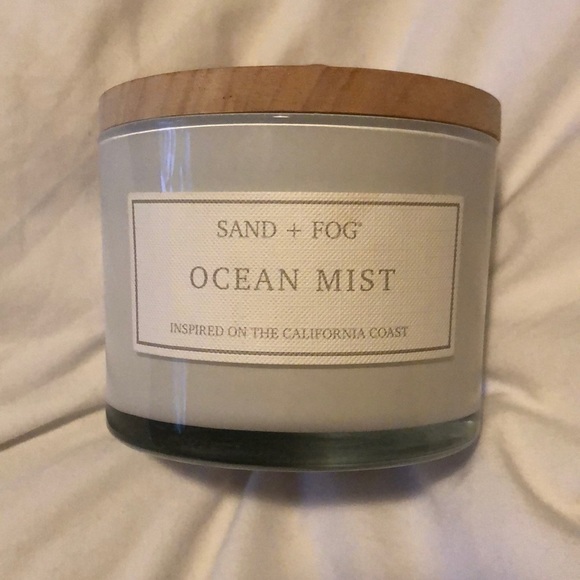 SAND + FOG®
OCEAN MIST
INSPIRED ON THE CALIFORNIA COAST